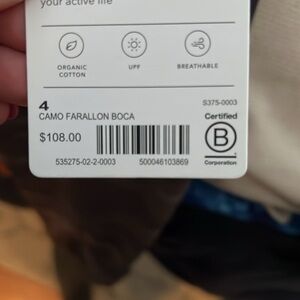 your active life
ORGANIC
COTTON
UPF
BREATHABLE
4
S375-0003
CAMO FARALLON BOCA
$108.00
Certified
B
Corporation
535275-02-2-0003
500046103869